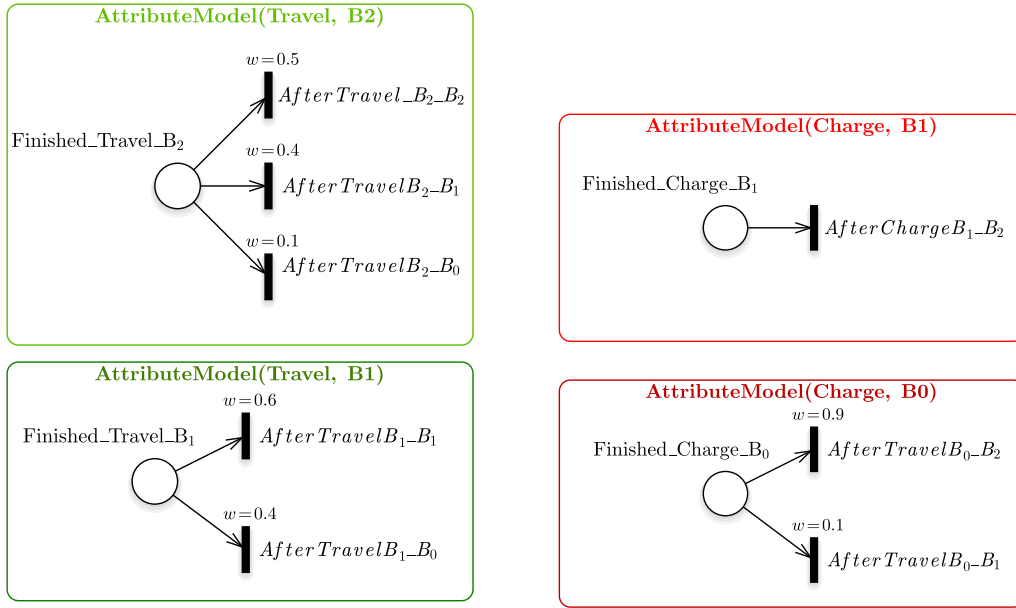 AttributeModel(Travel, B2)
w=0.5
AfterTravel_B₂_B₂
Finished_Travel_B₂
w=0.4
AfterTravelB₂_B₁
w=0.1
AfterTravelB₂_B₀
AttributeModel(Charge, B1)
Finished_Charge_B₁
AfterChargeB₁_B₂
AttributeModel(Travel, B1)
w=0.6
Finished_Travel_B₁
AfterTravelB₁_B₁
w=0.4
AfterTravelB₁_B₀
AttributeModel(Charge, B0)
w=0.9
Finished_Charge_B₀
AfterTravelB₀_B₂
w=0.1
AfterTravelB₀_B₁